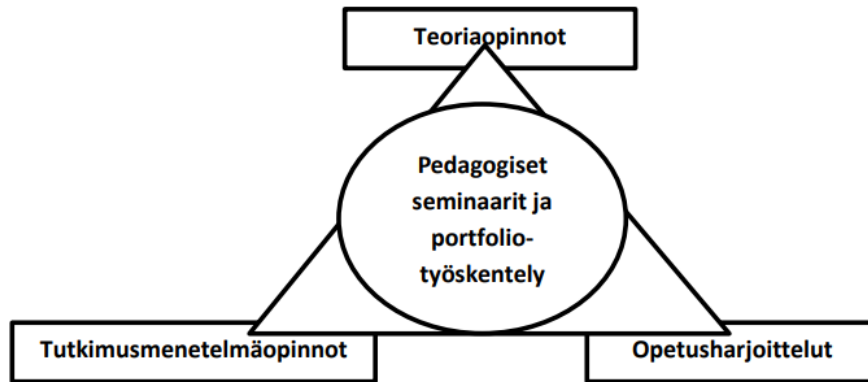 Teoriaopinnot
Pedagogiset
seminaarit ja
portfolio-
työskentely
Tutkimusmenetelmäopinnot
Opetusharjoittelut